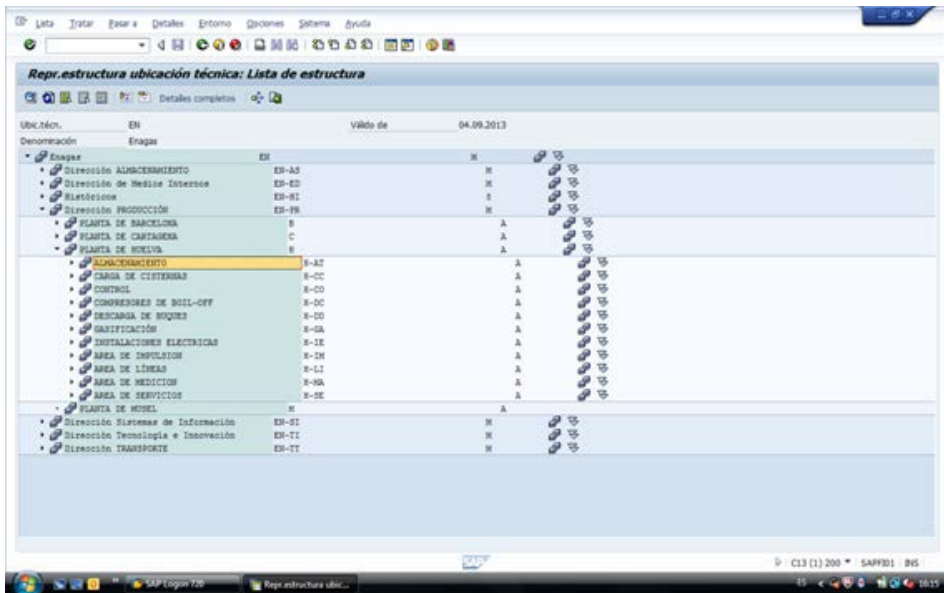 Lista Tratar Pasar a Detalles Entorno Opciones Sistema Ayuda
Repr.estructura ubicación técnica: Lista de estructura
Detalles completos
Ubic.técn. EN Válido de 04.09.2013
Denominación Enagas
Enagas EN M
Dirección ALMACENAMIENTO EN-AS M
Dirección de Medios Internos EN-ED M
Históricos EN-HI
Dirección PRODUCCIÓN EN-PR M
PLANTA DE BARCELONA B A
PLANTA DE CARTAGENA C A
PLANTA DE HUELVA H A
ALMACENAMIENTO H-AT A
CARGA DE CISTERNAS H-CC A
CONTROL H-CO A
COMPRESORES DE BOIL-OFF H-DC A
DESCARGA DE BUQUES H-DD A
GASIFICACIÓN H-GA A
INSTALACIONES ELECTRICAS H-IE A
AREA DE IMPULSION H-IM A
AREA DE LÍNEAS H-LI A
AREA DE MEDICION H-MA A
AREA DE SERVICIOS H-SE A
PLANTA DE MUSEL M A
Dirección Sistemas de Información EN-SI M
Dirección Tecnología e Innovación EN-TI M
Dirección TRANSPORTE EN-TT M
SAP
C13 (1) 200 SAPFI01 INS
SAP Logon 720 Repr.estructura ubic... ES 16:15